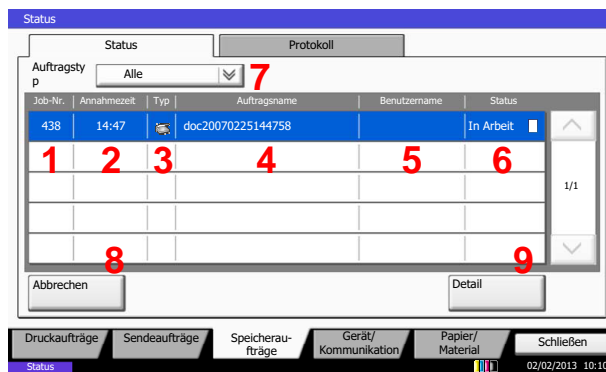 Status
Status Protokoll
Auftragsty
p Alle 7
Job-Nr. Annahmezeit Typ Auftragsname Benutzername Status
438 14:47 doc20070225144758 In Arbeit
1 2 3 4 5 6
1/1
8 9
Abbrechen Detail
Druckaufträge Sendeaufträge Speicherau-
fträge Gerät/
Kommunikation Papier/
Material Schließen
Status 02/02/2013 10:10